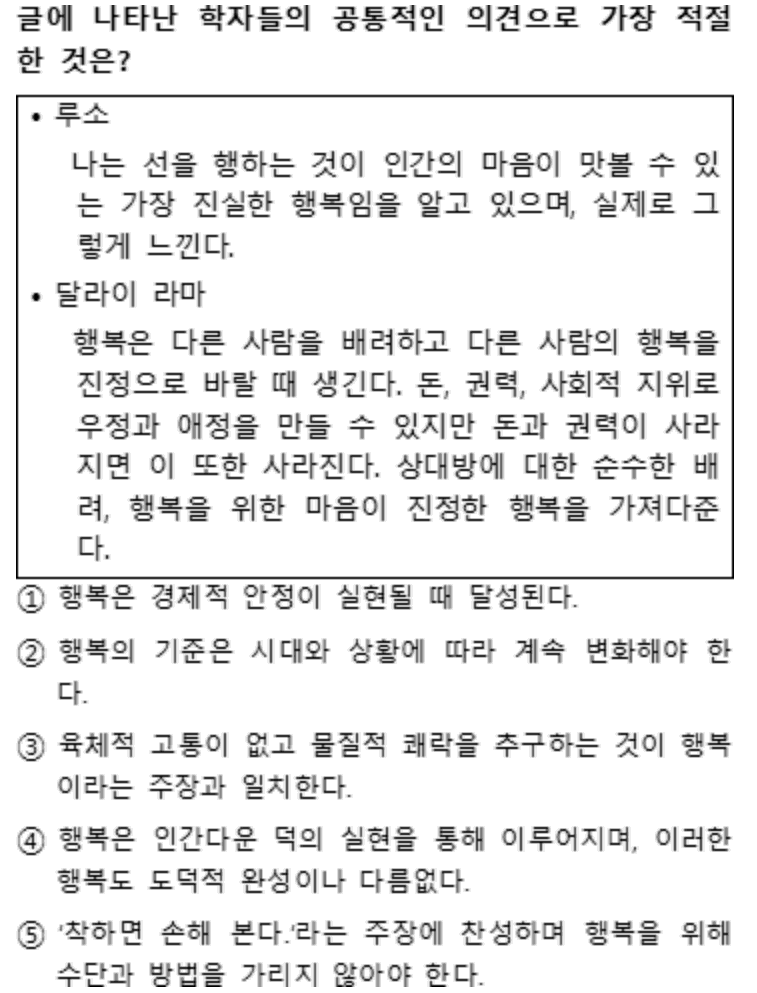 글에 나타난 학자들의 공통적인 의견으로 가장 적절
한 것은?
• 루소
나는 선을 행하는 것이 인간의 마음이 맛볼 수 있
는 가장 진실한 행복임을 알고 있으며, 실제로 그
렇게 느낀다.
• 달라이 라마
행복은 다른 사람을 배려하고 다른 사람의 행복을
진정으로 바랄 때 생긴다. 돈, 권력, 사회적 지위로
우정과 애정을 만들 수 있지만 돈과 권력이 사라
지면 이 또한 사라진다. 상대방에 대한 순수한 배
려, 행복을 위한 마음이 진정한 행복을 가져다준
다.
① 행복은 경제적 안정이 실현될 때 달성된다.
② 행복의 기준은 시대와 상황에 따라 계속 변화해야 한
다.
③ 육체적 고통이 없고 물질적 쾌락을 추구하는 것이 행복
이라는 주장과 일치한다.
④ 행복은 인간다운 덕의 실현을 통해 이루어지며, 이러한
행복도 도덕적 완성이나 다름없다.
⑤ '착하면 손해 본다.'라는 주장에 찬성하며 행복을 위해
수단과 방법을 가리지 않아야 한다.